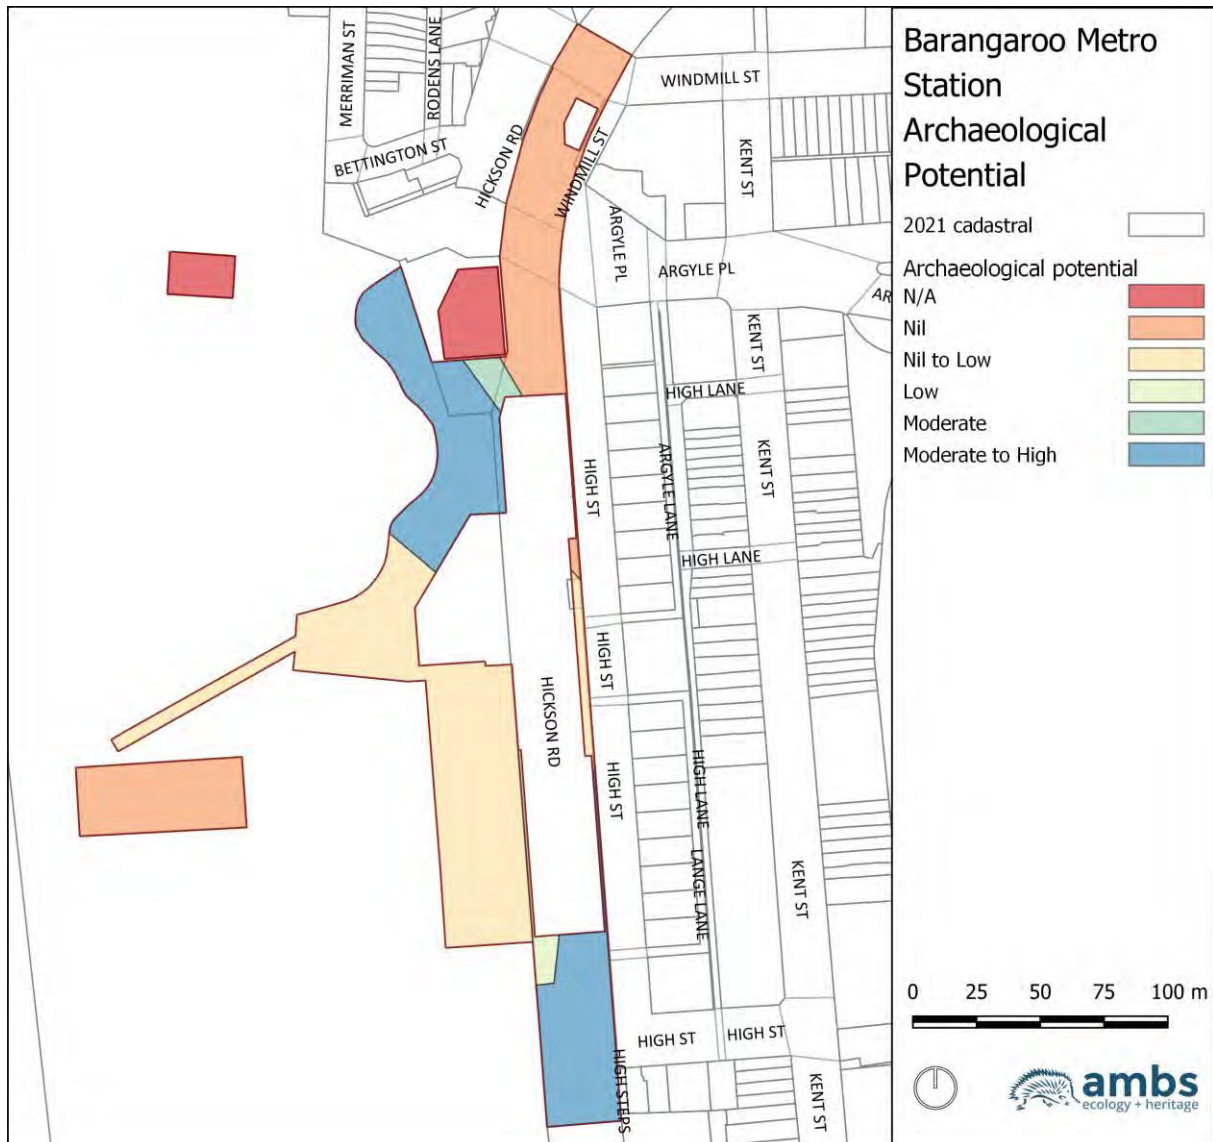 Barangaroo Metro
Station
Archaeological
Potential
2021 cadastral
Archaeological potential
N/A
Nil
Nil to Low
Low
Moderate
Moderate to High
0 25 50 75 100 m
ambs
ecology + heritage
MERRIMAN ST
RODENS LANE
BETTINGTON ST
HICKSON RD
WINDMILL ST
WINDMILL ST
KENT ST
ARGYLE PL
ARGYLE PL
AR
KENT ST
HIGH LANE
KENT ST
HIGH ST
ARGYLE LANE
HIGH LANE
HIGH ST
HICKSON RD
HIGH ST
HIGH LANE
LANGE LANE
KENT ST
HIGH ST
HIGH ST
HIGH STEPS
KENT ST